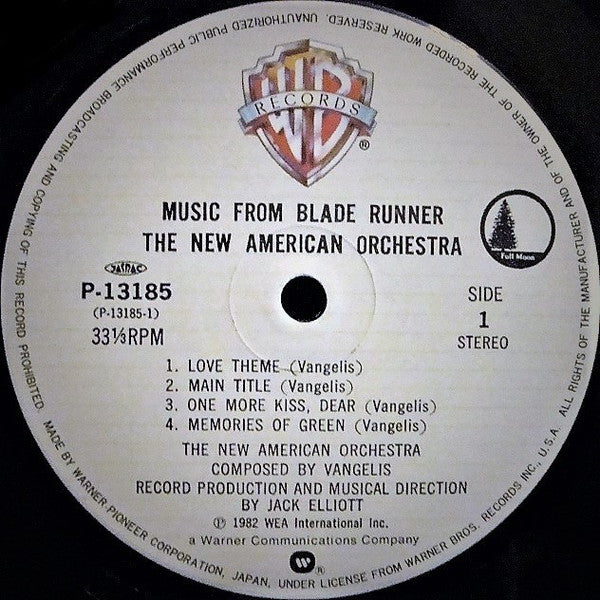 WB
RECORDS
®
MUSIC FROM BLADE RUNNER
THE NEW AMERICAN ORCHESTRA
Full Moon
JASRAC
P-13185
(P-13185-1)
33⅓RPM
SIDE
1
STEREO
1. LOVE THEME (Vangelis)
2. MAIN TITLE (Vangelis)
3. ONE MORE KISS, DEAR (Vangelis)
4. MEMORIES OF GREEN (Vangelis)
THE NEW AMERICAN ORCHESTRA
COMPOSED BY VANGELIS
RECORD PRODUCTION AND MUSICAL DIRECTION
BY JACK ELLIOTT
Ⓟ 1982 WEA International Inc.
a Warner Communications Company
®
MADE BY WARNER-PIONEER CORPORATION, JAPAN, UNDER LICENSE FROM WARNER BROS. RECORDS INC., U.S.A. ALL RIGHTS OF THE MANUFACTURER AND OF THE OWNER OF THE RECORDED WORK RESERVED. UNAUTHORIZED PUBLIC PERFORMANCE BROADCASTING AND COPYING OF THIS RECORD PROHIBITED.